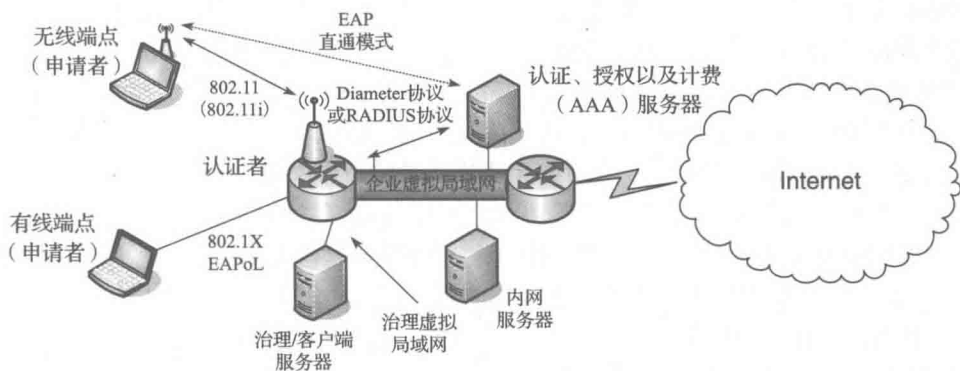 无线端点
（申请者）
EAP
直通模式
802.11
(802.11i)
Diameter协议
或RADIUS协议
认证、授权以及计费
（AAA）服务器
认证者
企业虚拟局域网
Internet
有线端点
（申请者）
802.1X
EAPoL
治理/客户端
服务器
治理虚拟
局域网
内网
服务器